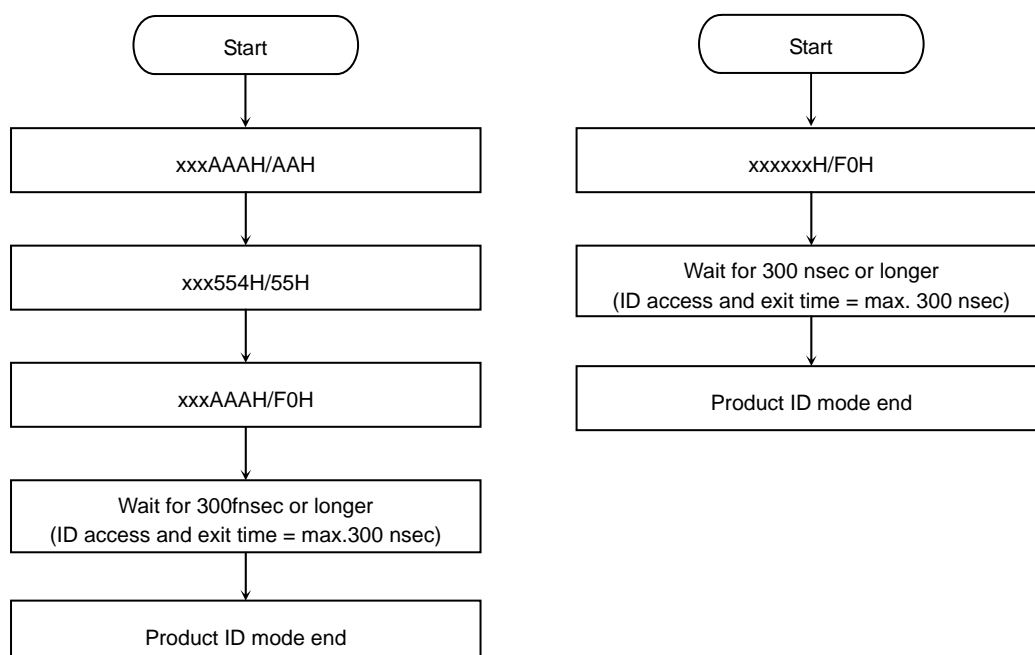 Start
xxxAAAH/AAH
xxx554H/55H
xxxAAAH/F0H
Wait for 300fnsec or longer
(ID access and exit time = max.300 nsec)
Product ID mode end
Start
xxxxxxH/F0H
Wait for 300 nsec or longer
(ID access and exit time = max. 300 nsec)
Product ID mode end